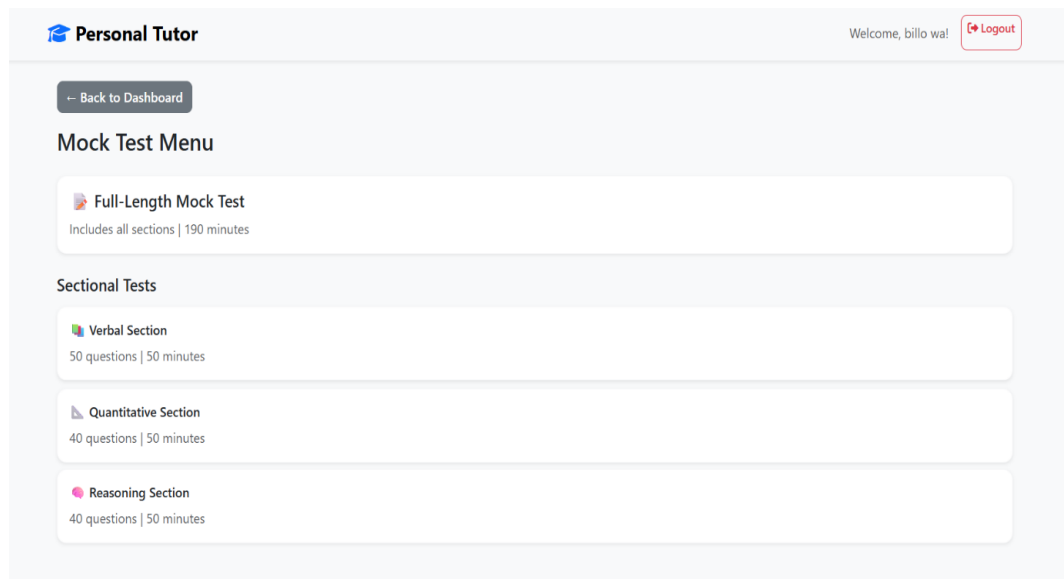 Personal Tutor
Welcome, billo wa!
Logout
← Back to Dashboard
Mock Test Menu
Full-Length Mock Test
Includes all sections | 190 minutes
Sectional Tests
Verbal Section
50 questions | 50 minutes
Quantitative Section
40 questions | 50 minutes
Reasoning Section
40 questions | 50 minutes